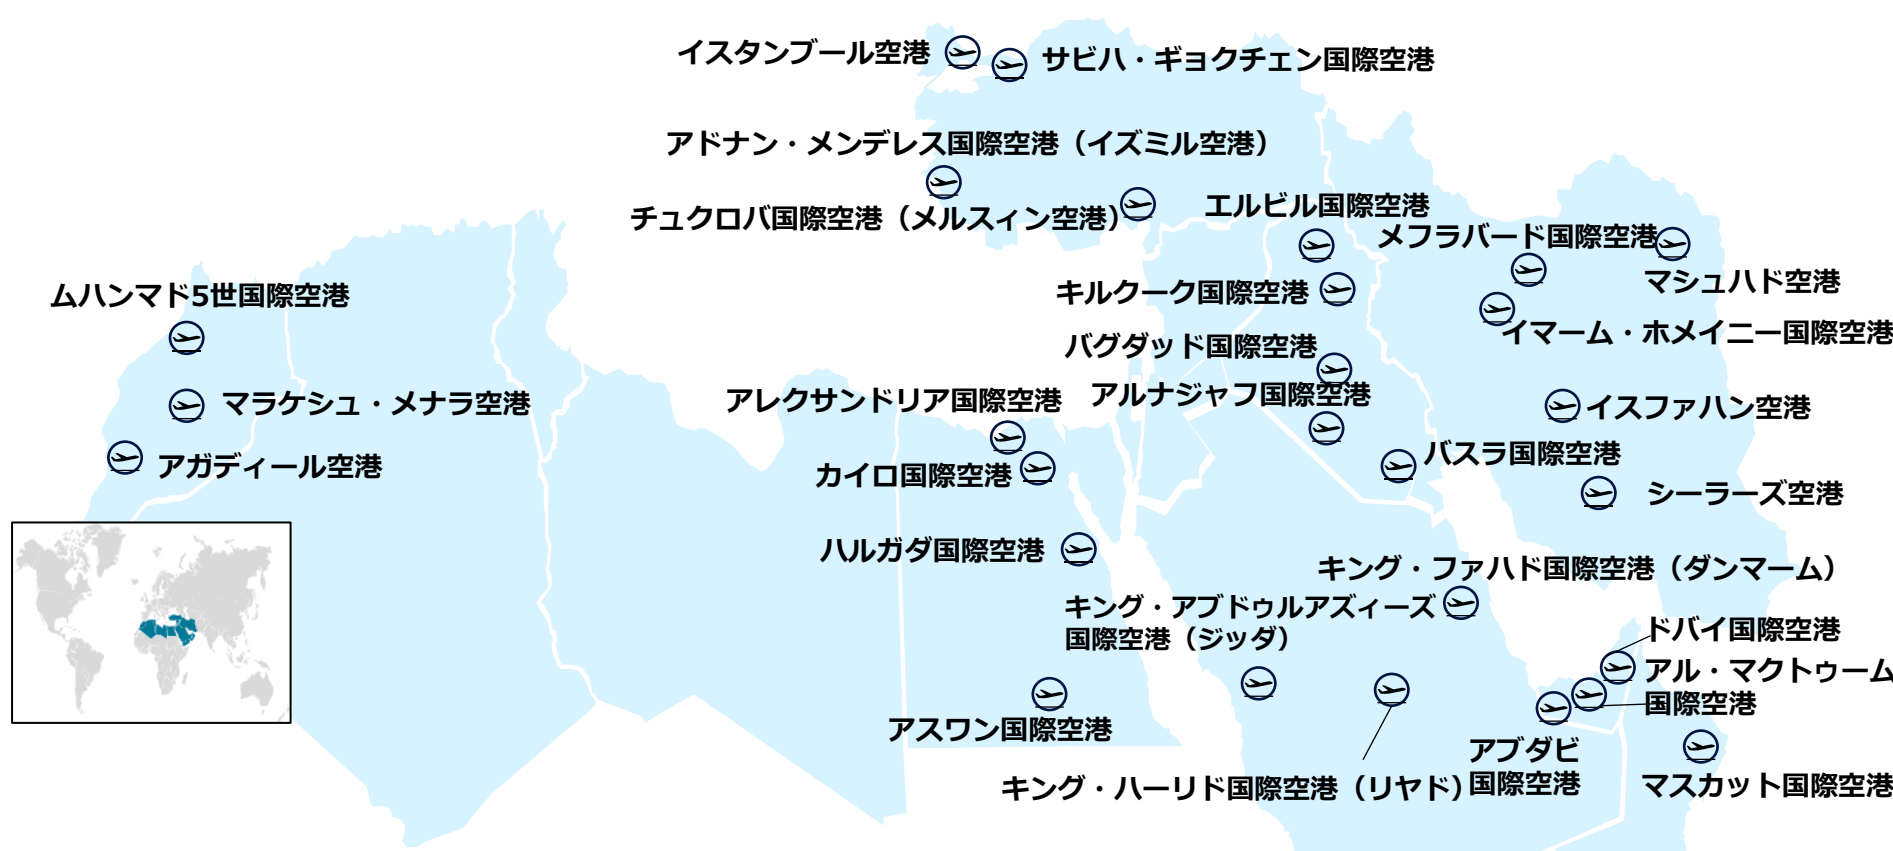 イスタンブール空港
サビハ・ギョクチェン国際空港
アドナン・メンデレス国際空港（イズミル空港）
チュクロバ国際空港（メルスィン空港）
エルビル国際空港
メフラバード国際空港
マシュハド空港
ムハンマド5世国際空港
キルクーク国際空港
イマーム・ホメイニー国際空港
バグダッド国際空港
アルナジャフ国際空港
アレクサンドリア国際空港
マラケシュ・メナラ空港
イスファハン空港
アガディール空港
カイロ国際空港
バスラ国際空港
シーラーズ空港
ハルガダ国際空港
キング・ファハド国際空港（ダンマーム）
キング・アブドゥルアズィーズ
国際空港（ジッダ）
ドバイ国際空港
アル・マクトゥーム
国際空港
アスワン国際空港
アブダビ
国際空港
キング・ハーリド国際空港（リヤド）
マスカット国際空港